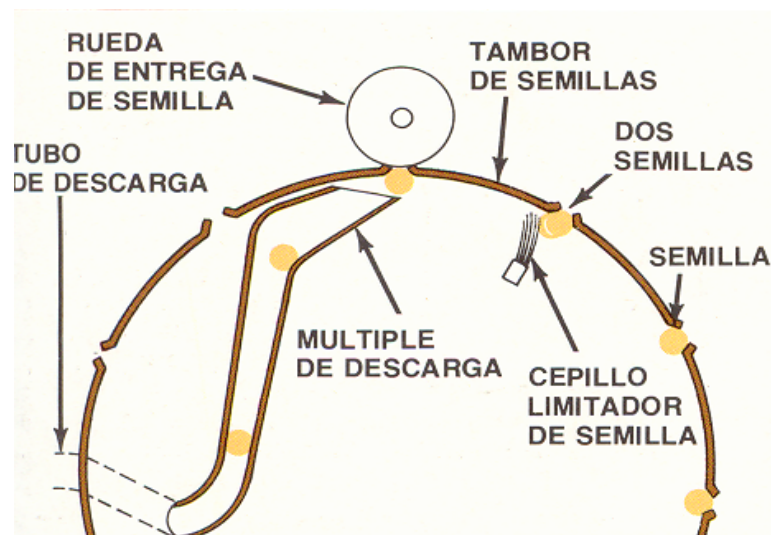 RUEDA
DE ENTREGA
DE SEMILLA
TAMBOR
DE SEMILLAS
DOS
SEMILLAS
TUBO
DE DESCARGA
SEMILLA
MULTIPLE
DE DESCARGA
CEPILLO
LIMITADOR
DE SEMILLA